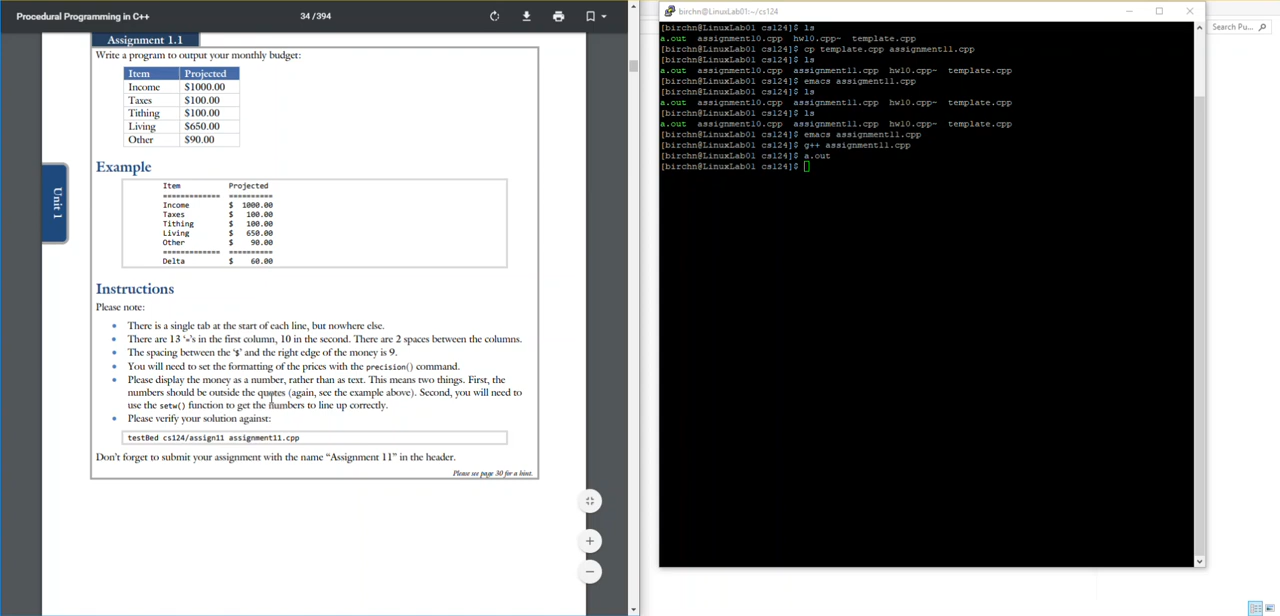 Procedural Programming in C++
34 / 394
Assignment 1.1
Write a program to output your monthly budget:
Item Projected
Income $1000.00
Taxes $100.00
Tithing $100.00
Living $650.00
Other $90.00
Unit 1
Example
Item Projected
============= ==========
Income $ 1000.00
Taxes $ 100.00
Tithing $ 100.00
Living $ 650.00
Other $ 90.00
============= ==========
Delta $ 60.00
Instructions
Please note:
• There is a single tab at the start of each line, but nowhere else.
• There are 13 '='s in the first column, 10 in the second. There are 2 spaces between the columns.
• The spacing between the '$' and the right edge of the money is 9.
• You will need to set the formatting of the prices with the precision() command.
• Please display the money as a number, rather than as text. This means two things. First, the
numbers should be outside the quotes (again, see the example above). Second, you will need to
use the setw() function to get the numbers to line up correctly.
• Please verify your solution against:
testBed cs124/assign11 assignment11.cpp
Don't forget to submit your assignment with the name "Assignment 11" in the header.
Please see page 30 for a hint.
birchn@LinuxLab01:~/cs124
[birchn@LinuxLab01 cs124]$ ls
a.out assignment10.cpp hw10.cpp~ template.cpp
[birchn@LinuxLab01 cs124]$ cp template.cpp assignment11.cpp
[birchn@LinuxLab01 cs124]$ ls
a.out assignment10.cpp assignment11.cpp hw10.cpp~ template.cpp
[birchn@LinuxLab01 cs124]$ emacs assignment11.cpp
[birchn@LinuxLab01 cs124]$ ls
a.out assignment10.cpp assignment11.cpp hw10.cpp~ template.cpp
[birchn@LinuxLab01 cs124]$ ls
a.out assignment10.cpp assignment11.cpp hw10.cpp~ template.cpp
[birchn@LinuxLab01 cs124]$ emacs assignment11.cpp
[birchn@LinuxLab01 cs124]$ g++ assignment11.cpp
[birchn@LinuxLab01 cs124]$ a.out
[birchn@LinuxLab01 cs124]$
Search Pu...